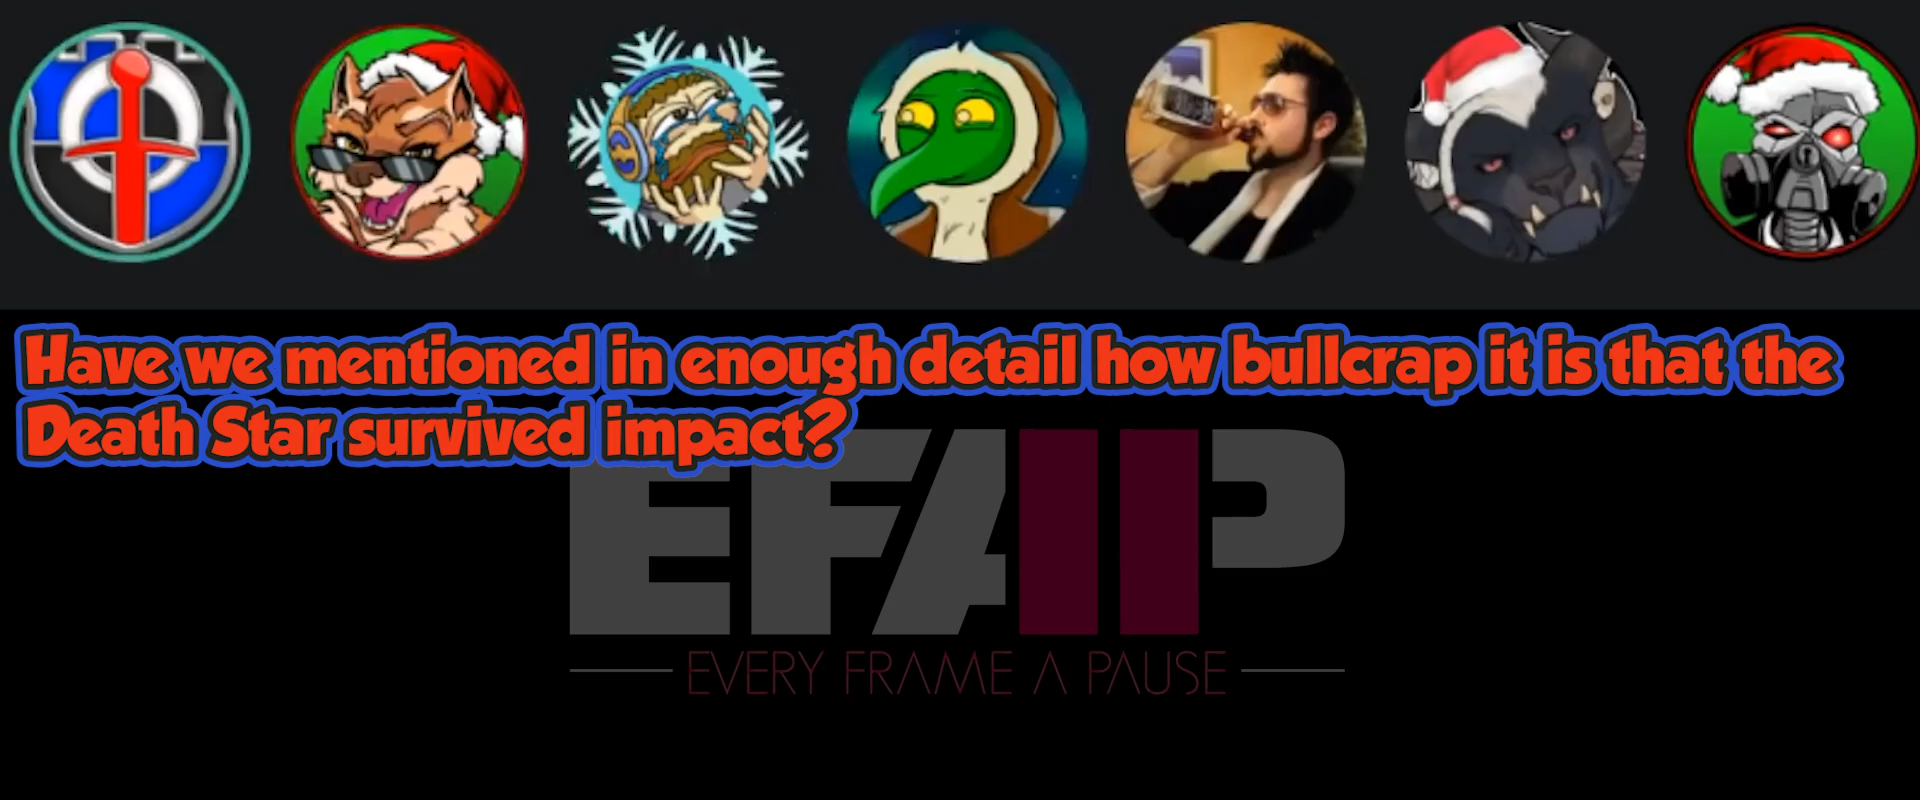 Have we mentioned in enough detail how bullcrap it is that the
Death Star survived impact?
EFAP
EVERY FRAME A PAUSE